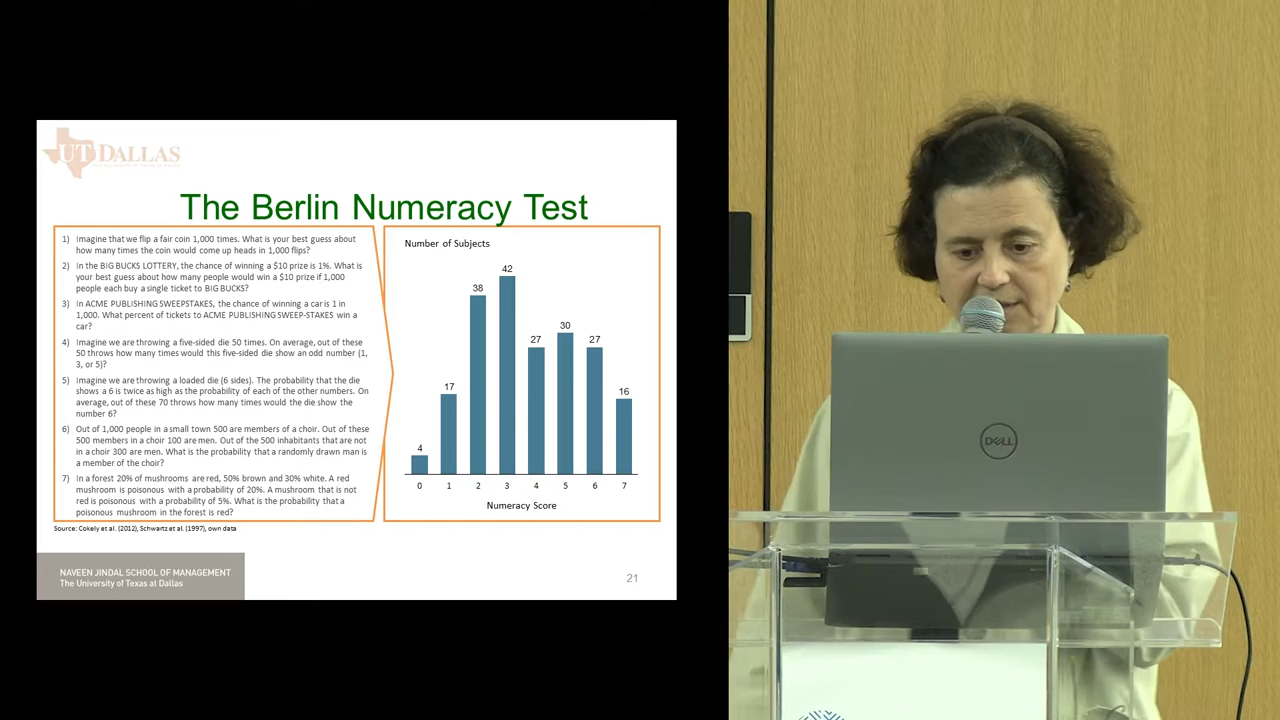 UT DALLAS
The Berlin Numeracy Test
1) Imagine that we flip a fair coin 1,000 times. What is your best guess about
how many times the coin would come up heads in 1,000 flips?
2) In the BIG BUCKS LOTTERY, the chance of winning a $10 prize is 1%. What is
your best guess about how many people would win a $10 prize if 1,000
people each buy a single ticket to BIG BUCKS?
3) In ACME PUBLISHING SWEEPSTAKES, the chance of winning a car is 1 in
1,000. What percent of tickets to ACME PUBLISHING SWEEP-STAKES win a
car?
4) Imagine we are throwing a five-sided die 50 times. On average, out of these
50 throws how many times would this five-sided die show an odd number (1,
3, or 5)?
5) Imagine we are throwing a loaded die (6 sides). The probability that the die
shows a 6 is twice as high as the probability of each of the other numbers. On
average, out of these 70 throws how many times would the die show the
number 6?
6) Out of 1,000 people in a small town 500 are members of a choir. Out of these
500 members in a choir 100 are men. Out of the 500 inhabitants that are not
in a choir 300 are men. What is the probability that a randomly drawn man is
a member of the choir?
7) In a forest 20% of mushrooms are red, 50% brown and 30% white. A red
mushroom is poisonous with a probability of 20%. A mushroom that is not
red is poisonous with a probability of 5%. What is the probability that a
poisonous mushroom in the forest is red?
Number of Subjects
4 17 38 42 27 30 27 16
0 1 2 3 4 5 6 7
Numeracy Score
Source: Cokely et al. (2012), Schwartz et al. (1997), own data
NAVEEN JINDAL SCHOOL OF MANAGEMENT
The University of Texas at Dallas
21
DELL